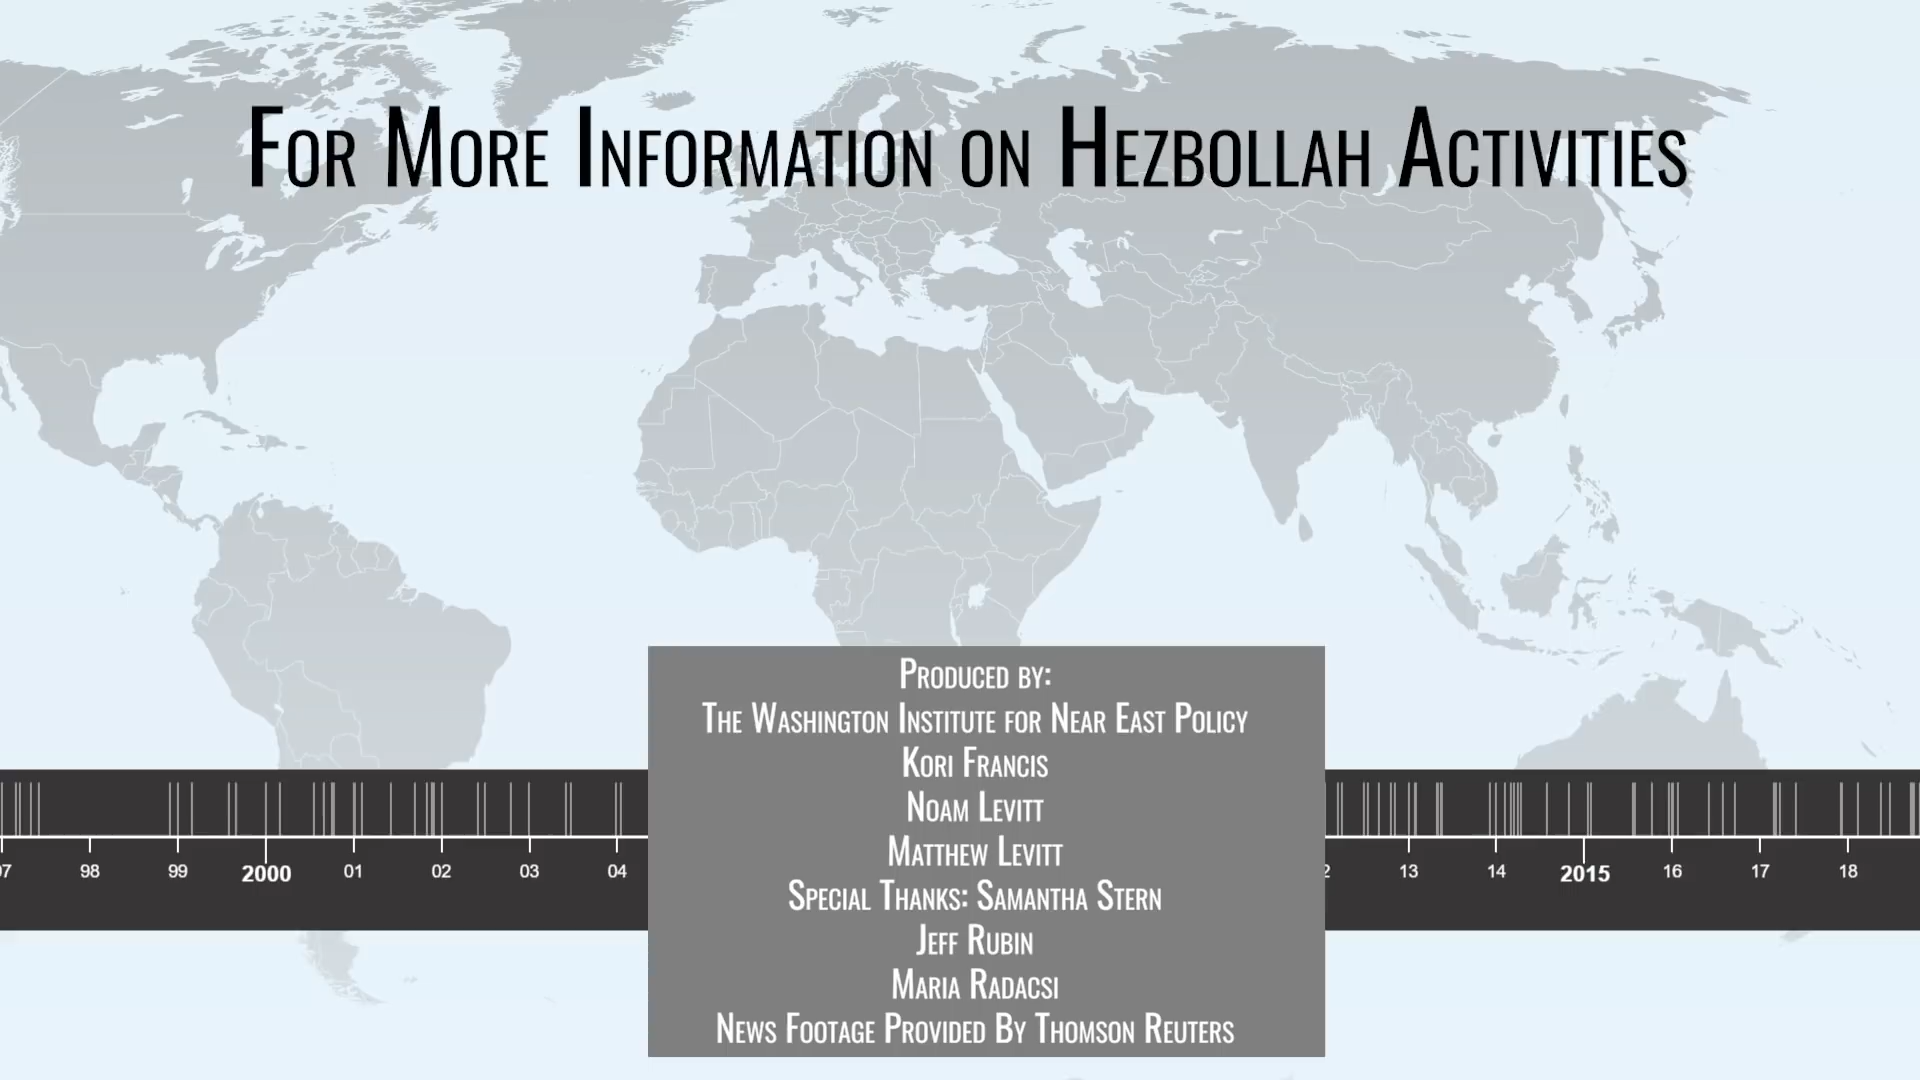 For More Information on Hezbollah Activities
Produced by:
The Washington Institute for Near East Policy
Kori Francis
Noam Levitt
Matthew Levitt
Special Thanks: Samantha Stern
Jeff Rubin
Maria Radacsi
News Footage Provided By Thomson Reuters
98 99 2000 01 02 03 04 13 14 2015 16 17 18